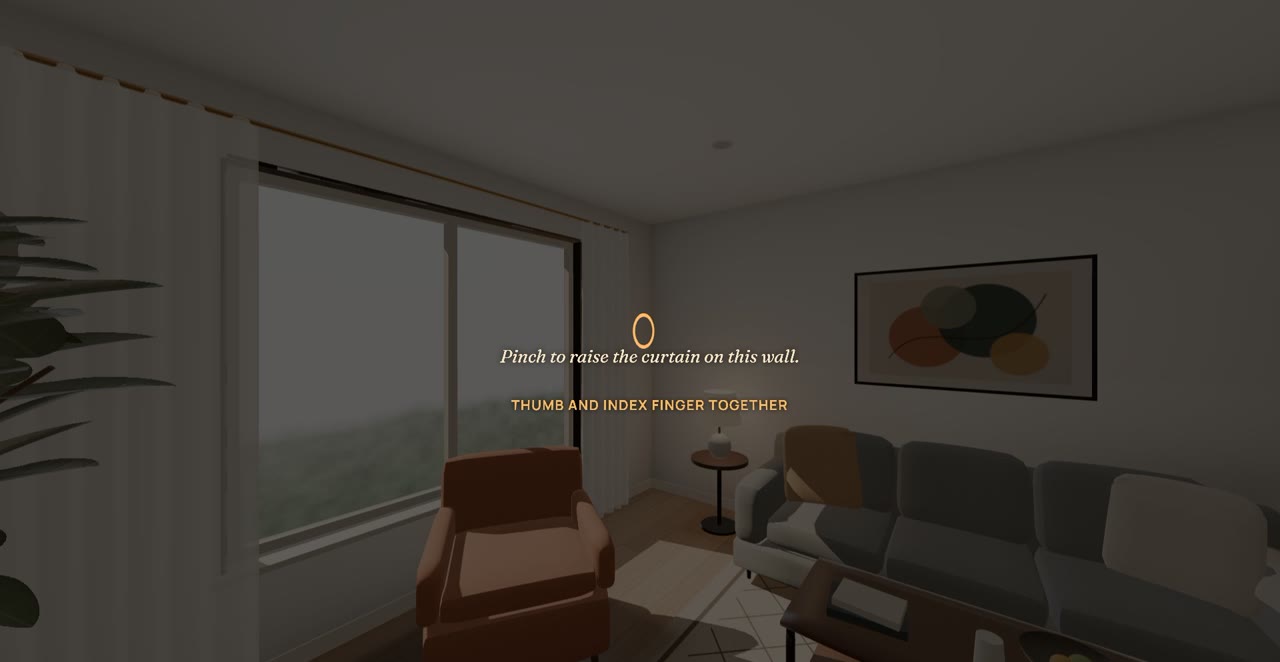 Pinch to raise the curtain on this wall.
THUMB AND INDEX FINGER TOGETHER